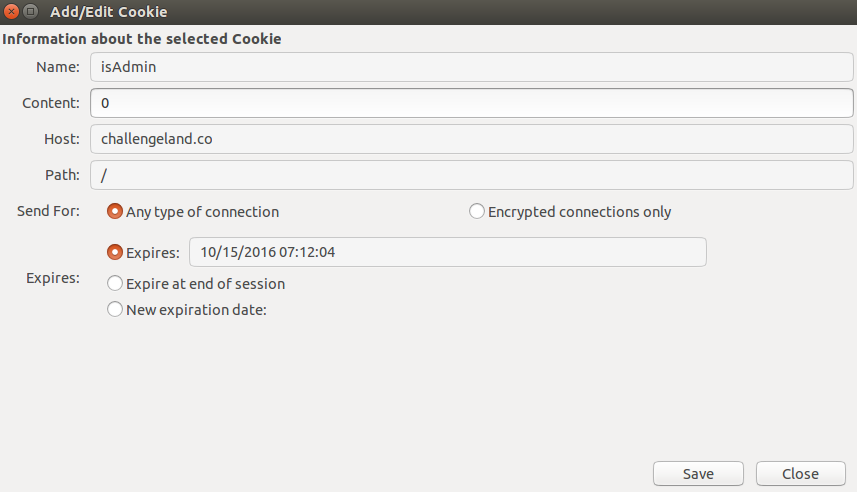 Add/Edit Cookie
Information about the selected Cookie
Name: isAdmin
Content: 0
Host: challengeland.co
Path: /
Send For: Any type of connection Encrypted connections only
Expires: 10/15/2016 07:12:04
Expires: Expire at end of session
New expiration date:
Save Close